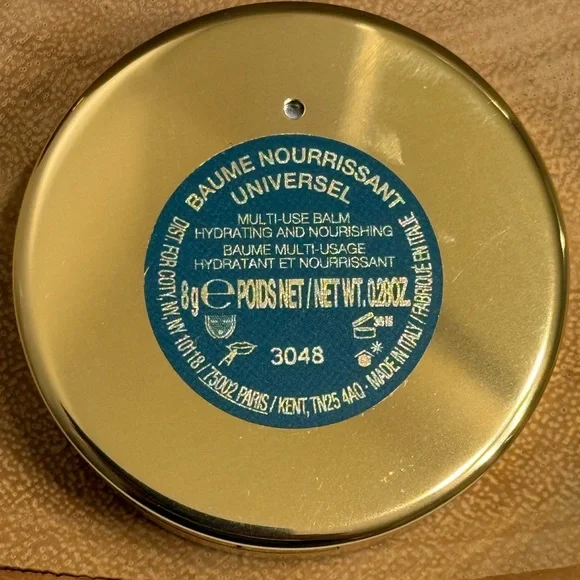 BAUME NOURRISSANT
UNIVERSEL
MULTI-USE BALM
HYDRATING AND NOURISHING
BAUME MULTI-USAGE
HYDRATANT ET NOURRISSANT
8 g e POIDS NET / NET WT. 0.28OZ.
3048
DIST. FOR COTY, NY, NY 10118 / 75002 PARIS / KENT, TN25 4AQ - MADE IN ITALY / FABRIQUÉ EN ITALIE